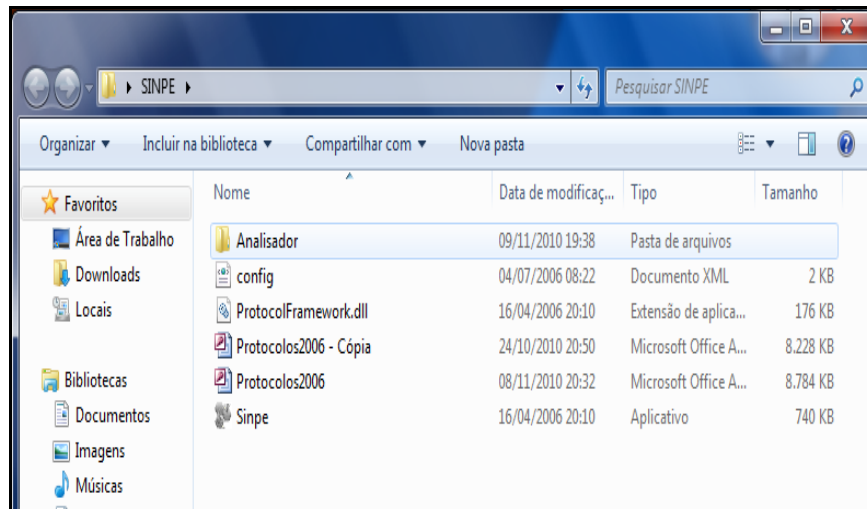 SINPE
Pesquisar SINPE
Organizar
Incluir na biblioteca
Compartilhar com
Nova pasta
Favoritos
Área de Trabalho
Downloads
Locais
Bibliotecas
Documentos
Imagens
Músicas
Nome Data de modificaç... Tipo Tamanho
Analisador 09/11/2010 19:38 Pasta de arquivos
config 04/07/2006 08:22 Documento XML 2 KB
ProtocolFramework.dll 16/04/2006 20:10 Extensão de aplica... 176 KB
Protocolos2006 - Cópia 24/10/2010 20:50 Microsoft Office A... 8.228 KB
Protocolos2006 08/11/2010 20:32 Microsoft Office A... 8.784 KB
Sinpe 16/04/2006 20:10 Aplicativo 740 KB